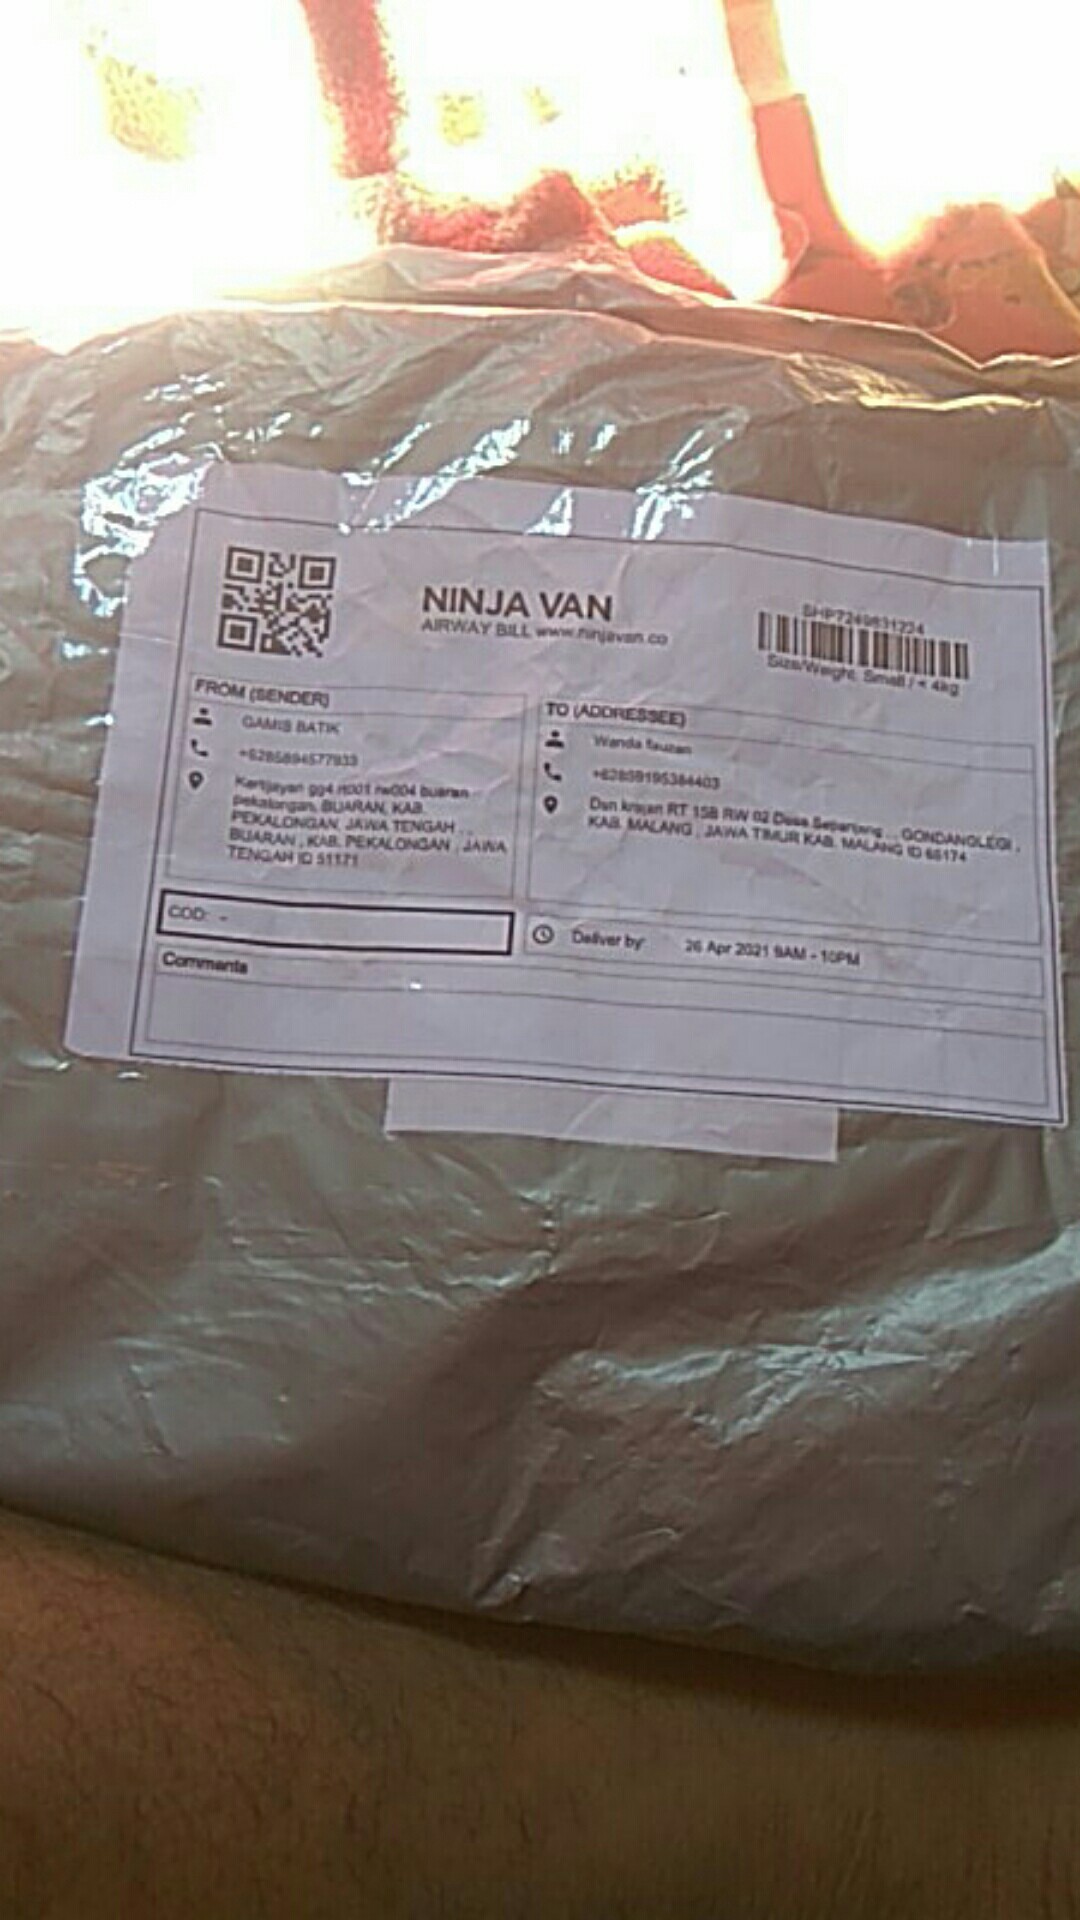 NINJA VAN
AIRWAY BILL www.ninjavan.co
SHP7249831224
Size/Weight: Small / < 4kg
FROM (SENDER)
GAMIS BATIK
+6285894577933
Kertijayan gg4 rt001 rw004 buaran
pekalongan, BUARAN, KAB.
PEKALONGAN, JAWA TENGAH , ,
BUARAN , KAB. PEKALONGAN , JAWA
TENGAH ID 51171
TO (ADDRESSEE)
Wanda fauzan
+62859195384403
Dsn krajan RT 15B RW 02 Desa Sepanjang , , GONDANGLEGI ,
KAB. MALANG , JAWA TIMUR KAB. MALANG ID 65174
COD: -
Deliver by: 26 Apr 2021 9AM - 10PM
Comments